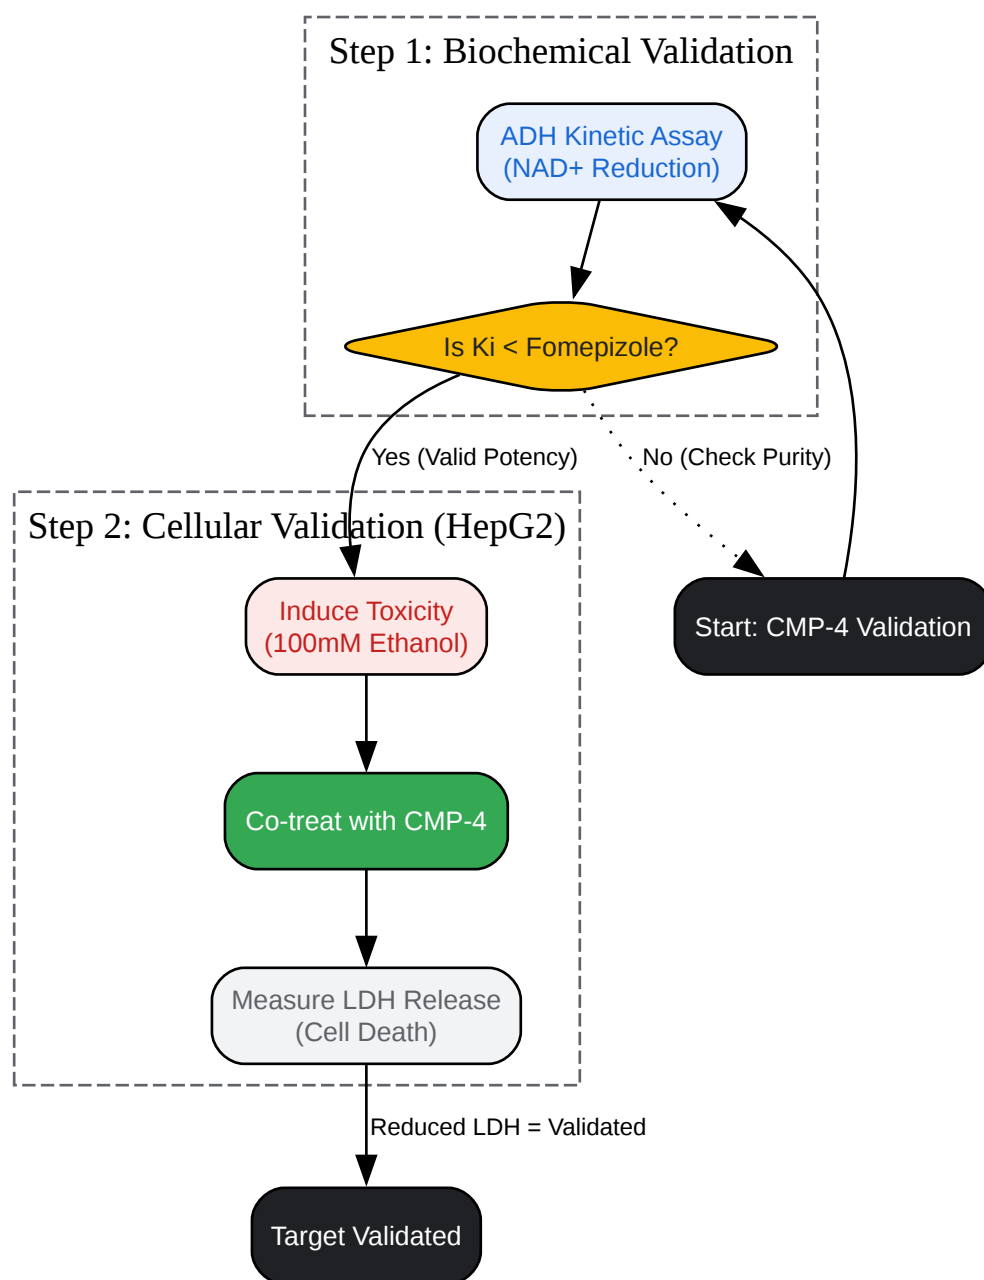 Step 1: Biochemical Validation
ADH Kinetic Assay
(NAD+ Reduction)
Is Ki < Fomepizole?
Yes (Valid Potency)
No (Check Purity)
Step 2: Cellular Validation (HepG2)
Induce Toxicity
(100mM Ethanol)
Start: CMP-4 Validation
Co-treat with CMP-4
Measure LDH Release
(Cell Death)
Reduced LDH = Validated
Target Validated